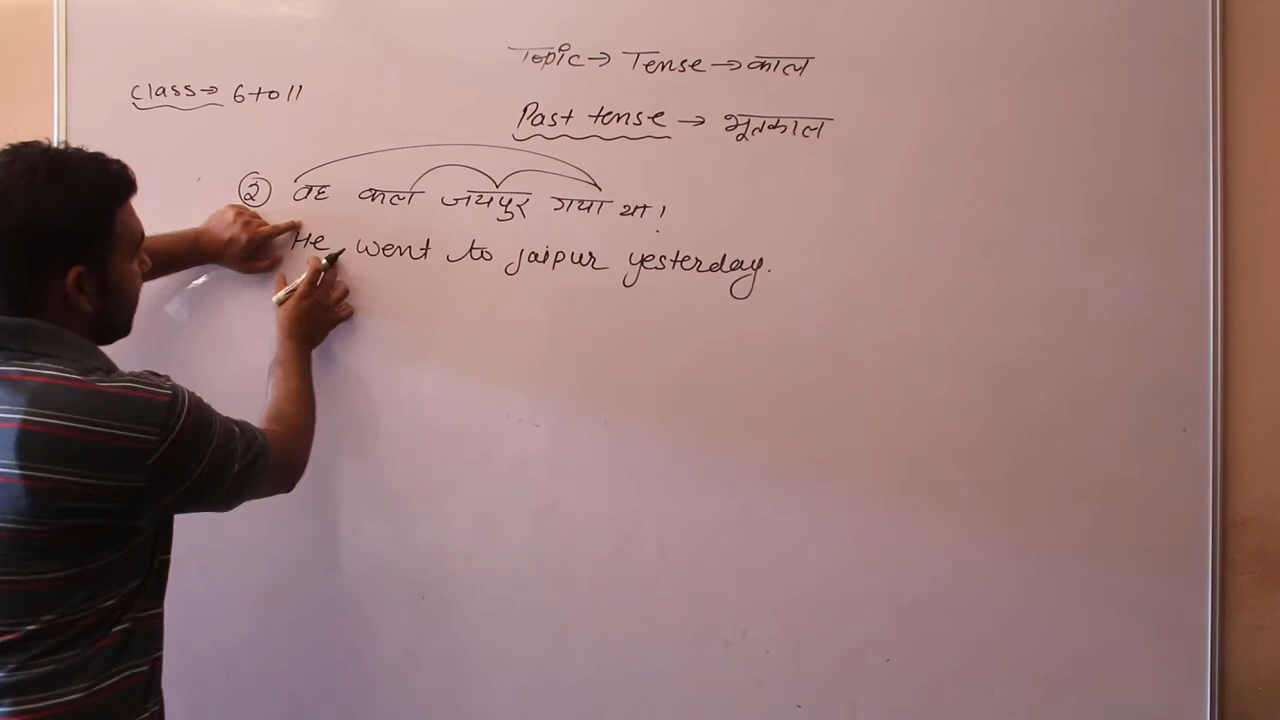 Topic → Tense → काल
Class → 6 to 11
Past tense → भूतकाल
② वह कल जयपुर गया था।
He went to jaipur yesterday.